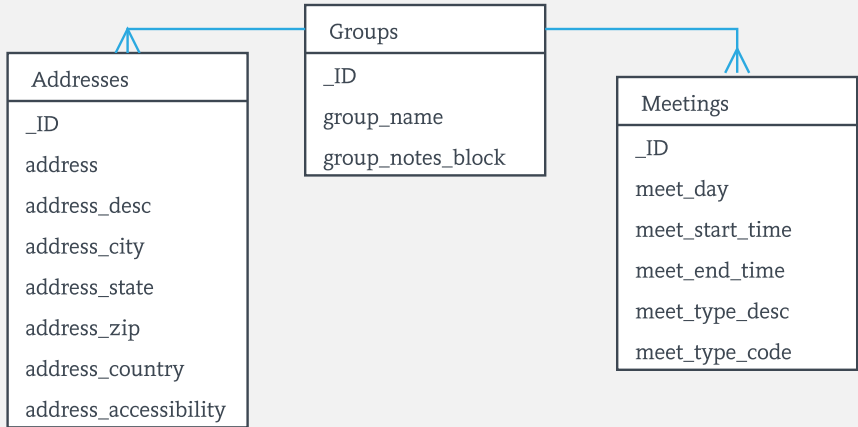 Addresses
_ID
address
address_desc
address_city
address_state
address_zip
address_country
address_accessibility
Groups
_ID
group_name
group_notes_block
Meetings
_ID
meet_day
meet_start_time
meet_end_time
meet_type_desc
meet_type_code